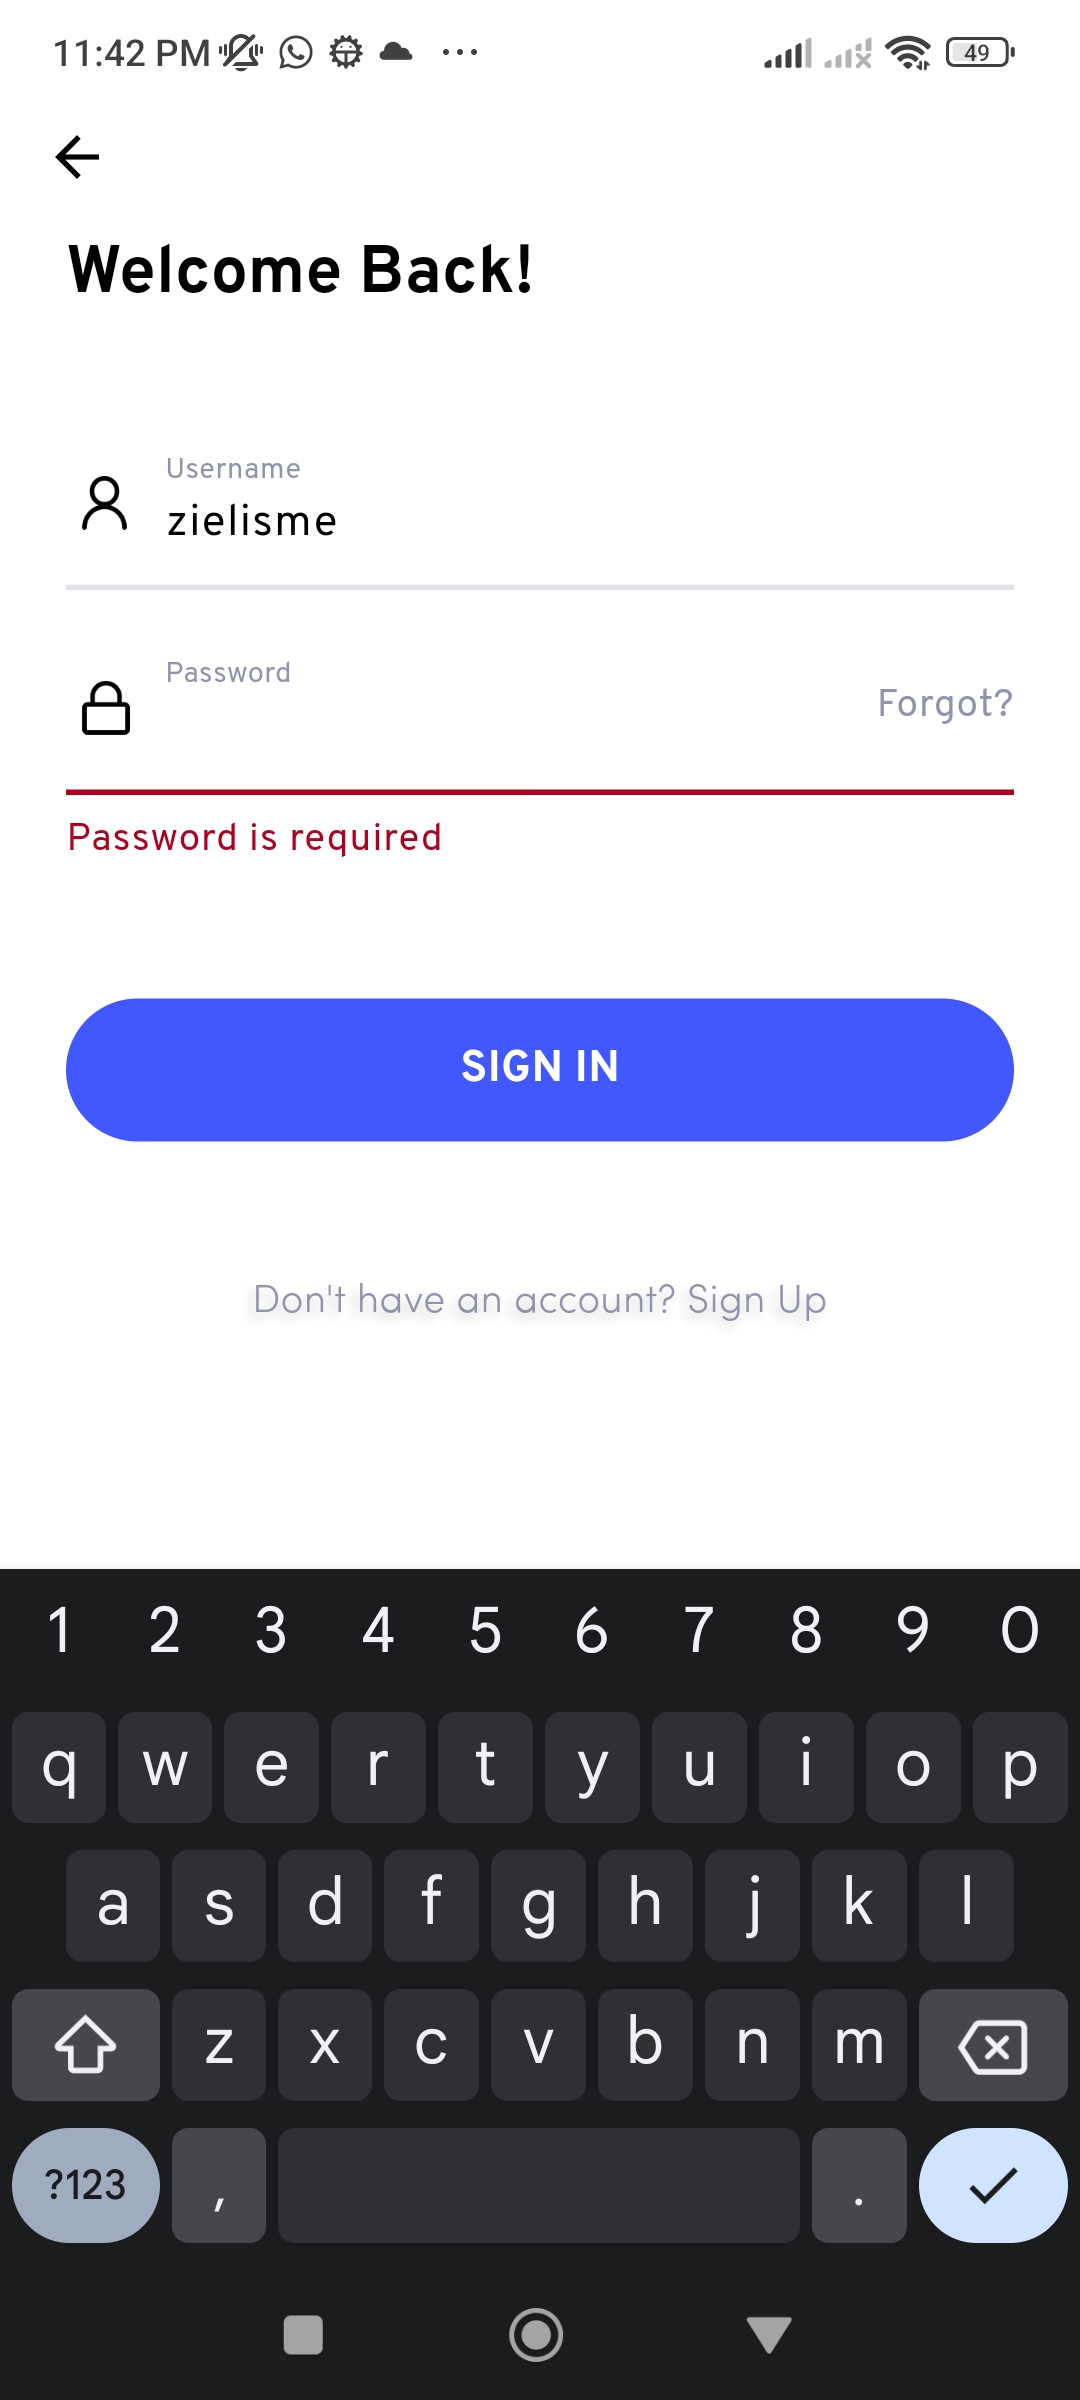 11:42 PM 49
Welcome Back!
Username
zielisme
Password
Forgot?
Password is required
SIGN IN
Don't have an account? Sign Up
1 2 3 4 5 6 7 8 9 0
q w e r t y u i o p
a s d f g h j k l
z x c v b n m
?123 , .